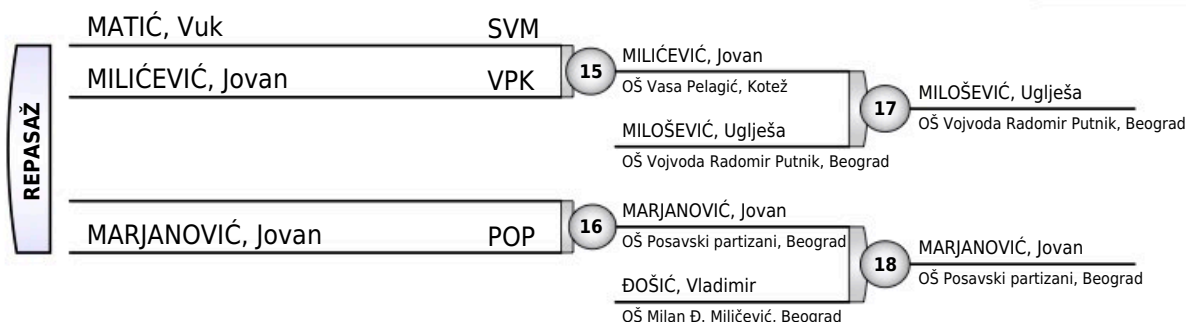 REPASAŽ
MATIĆ, Vuk SVM
MILIĆEVIĆ, Jovan VPK
15
MILIĆEVIĆ, Jovan
OŠ Vasa Pelagić, Kotež
MILOŠEVIĆ, Uglješa
OŠ Vojvoda Radomir Putnik, Beograd
17
MILOŠEVIĆ, Uglješa
OŠ Vojvoda Radomir Putnik, Beograd
MARJANOVIĆ, Jovan POP
16
MARJANOVIĆ, Jovan
OŠ Posavski partizani, Beograd
ĐOŠIĆ, Vladimir
OŠ Milan Đ. Milićević, Beograd
18
MARJANOVIĆ, Jovan
OŠ Posavski partizani, Beograd